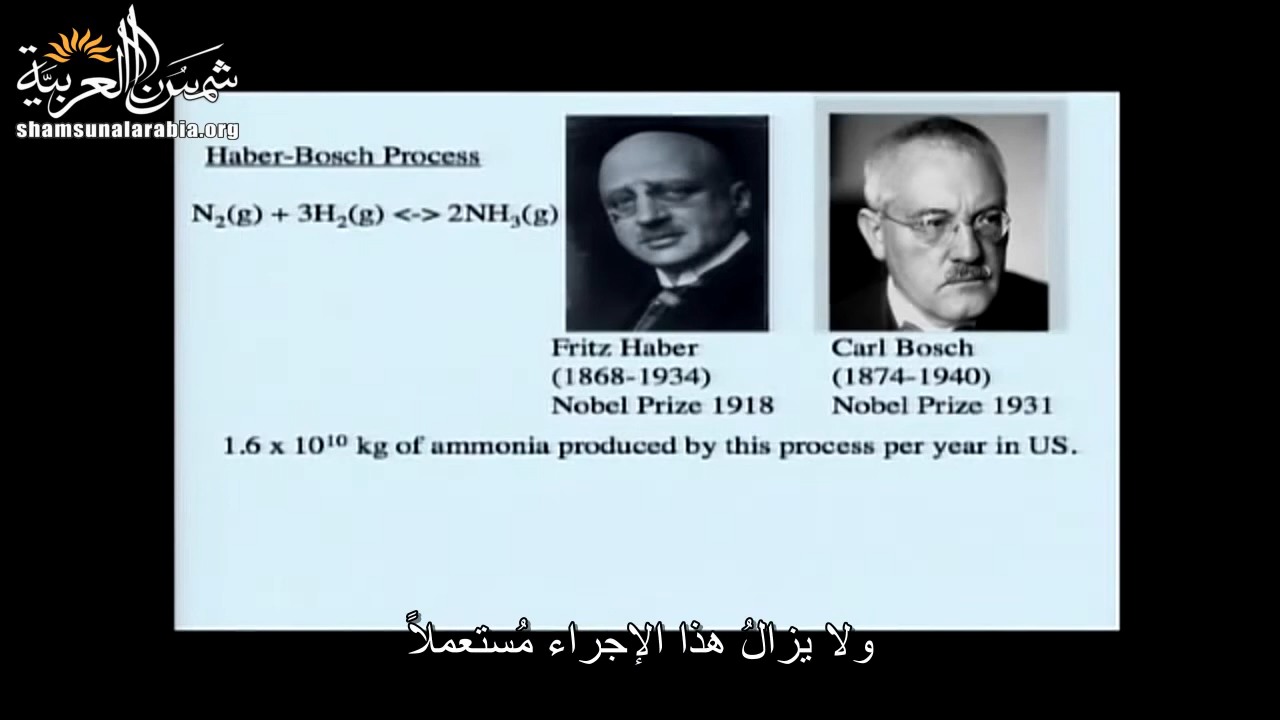 شمس العربية
shamsunalarabia.org
Haber-Bosch Process
N₂(g) + 3H₂(g) <-> 2NH₃(g)
Fritz Haber
(1868-1934)
Nobel Prize 1918
Carl Bosch
(1874-1940)
Nobel Prize 1931
1.6 x 10¹⁰ kg of ammonia produced by this process per year in US.
ولا يزالُ هذا الإجراء مُستعملاً